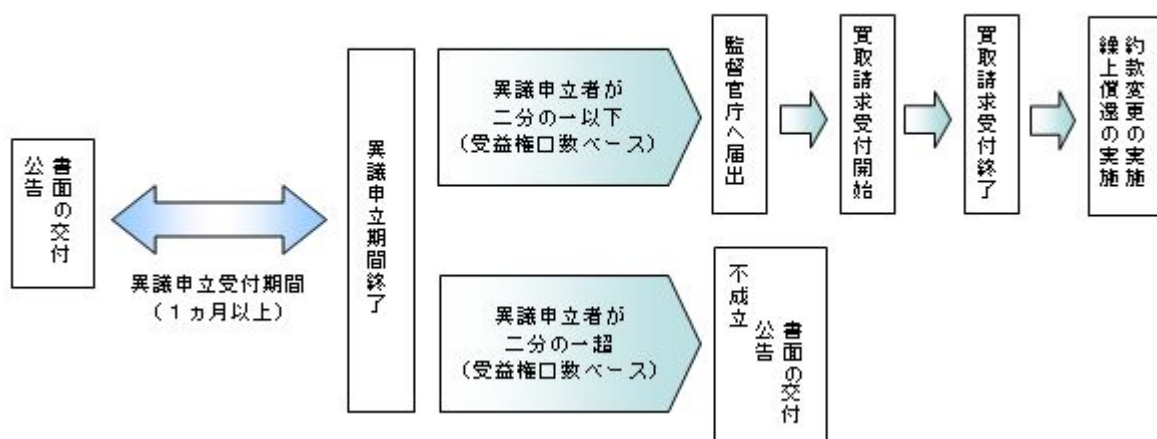 書面の交付
公告
異議申立受付期間
（１ヵ月以上）
異議申立期間終了
異議申立者が
二分の一以下
（受益権口数ベース）
監督官庁へ届出
買取請求受付開始
買取請求受付終了
約款変更の実施
繰上償還の実施
異議申立者が
二分の一超
（受益権口数ベース）
不成立
書面の交付
公告